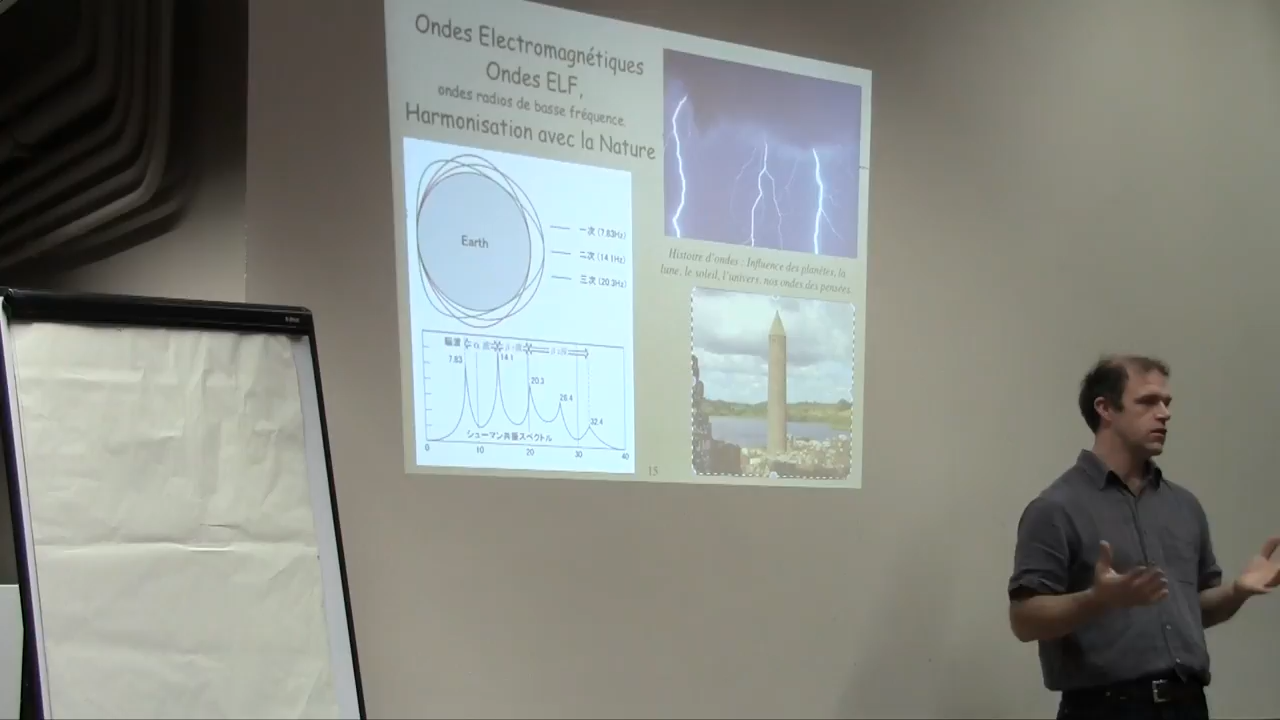 Ondes Electromagnétiques
Ondes ELF,
ondes radios de basse fréquence.
Harmonisation avec la Nature
Earth
一次 (7.83Hz)
二次 (14.1Hz)
三次 (20.3Hz)
7.83
14.1
20.3
26.4
32.4
シューマン共振スペクトル
0 10 20 30 40
15
Histoire d'ondes : Influence des planètes, la
lune, le soleil, l'univers, nos ondes des pensées.